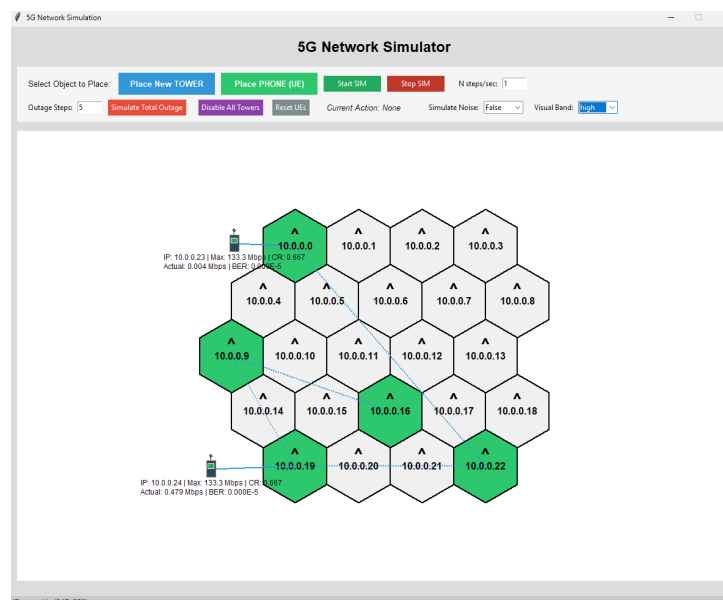 5G Network Simulation
5G Network Simulator
Select Object to Place: Place New TOWER Place PHONE (UE) Start SIM Stop SIM N steps/sec: 1
Outage Steps: 5 Simulate Total Outage Disable All Towers Reset UEs Current Action: None Simulate Noise: False Visual Band: high
^ ^ ^ ^
10.0.0.0 10.0.0.1 10.0.0.2 10.0.0.3
IP: 10.0.0.23 | Max: 133.3 Mbps | CR: 0.667
Actual: 0.004 Mbps | BER: 0.000E-5
^ ^ ^ ^ ^
10.0.0.4 10.0.0.5 10.0.0.6 10.0.0.7 10.0.0.8
^ ^ ^ ^ ^
10.0.0.9 10.0.0.10 10.0.0.11 10.0.0.12 10.0.0.13
^ ^ ^ ^ ^
10.0.0.14 10.0.0.15 10.0.0.16 10.0.0.17 10.0.0.18
^ ^ ^ ^
10.0.0.19 10.0.0.20 10.0.0.21 10.0.0.22
IP: 10.0.0.24 | Max: 133.3 Mbps | CR: 0.667
Actual: 0.479 Mbps | BER: 0.000E-5